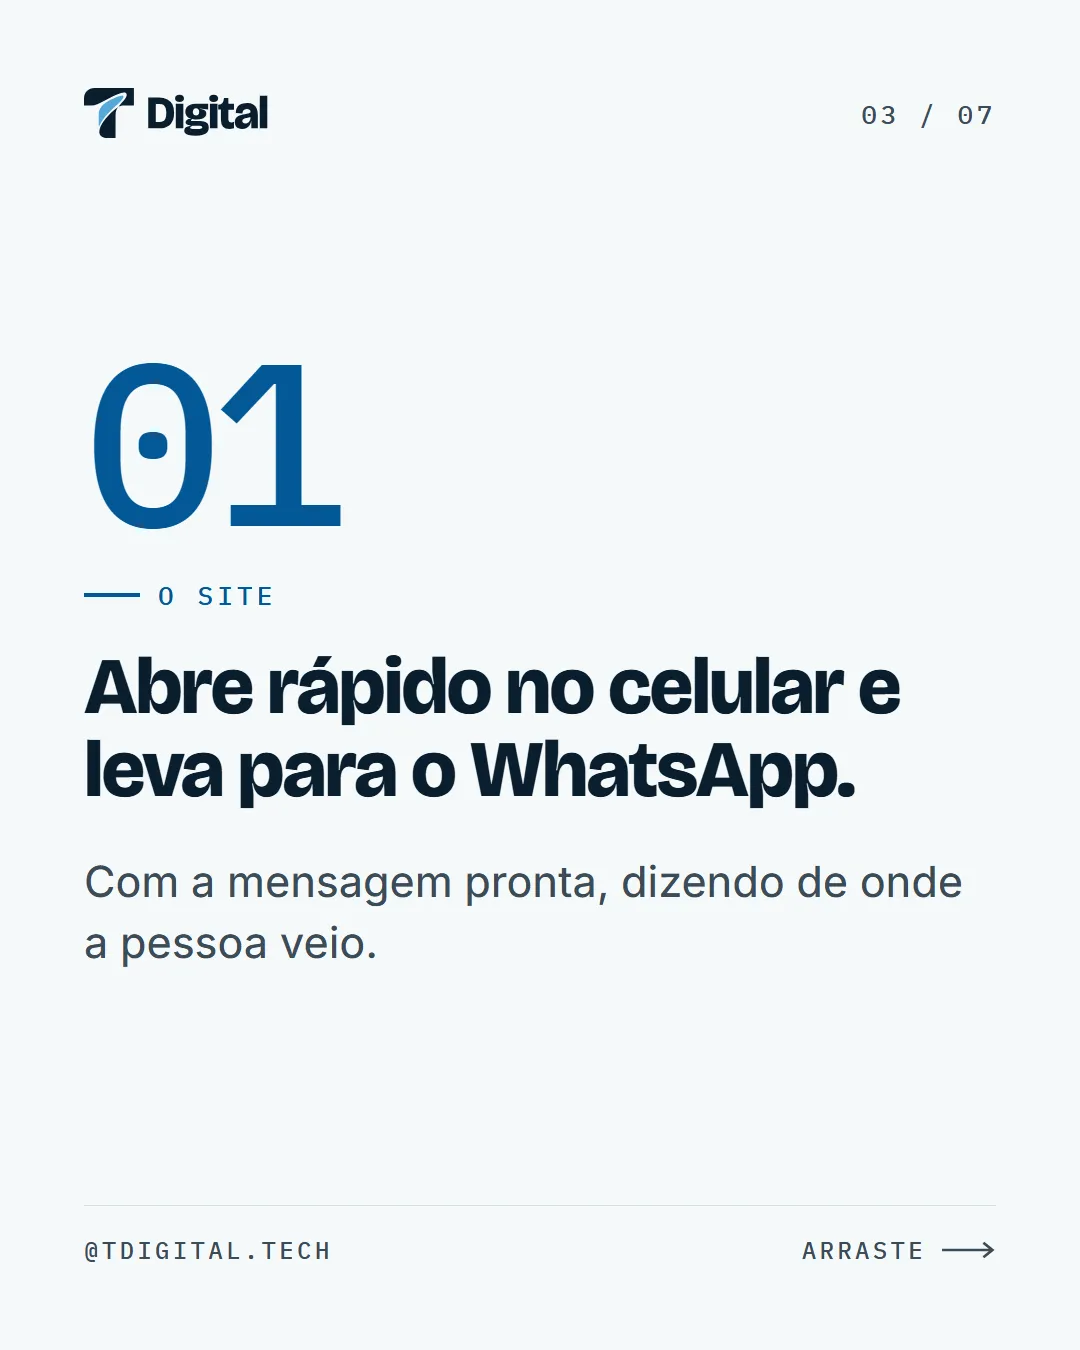 Digital
03 / 07
01
O SITE
Abre rápido no celular e
leva para o WhatsApp.
Com a mensagem pronta, dizendo de onde
a pessoa veio.
@TDIGITAL.TECH
ARRASTE